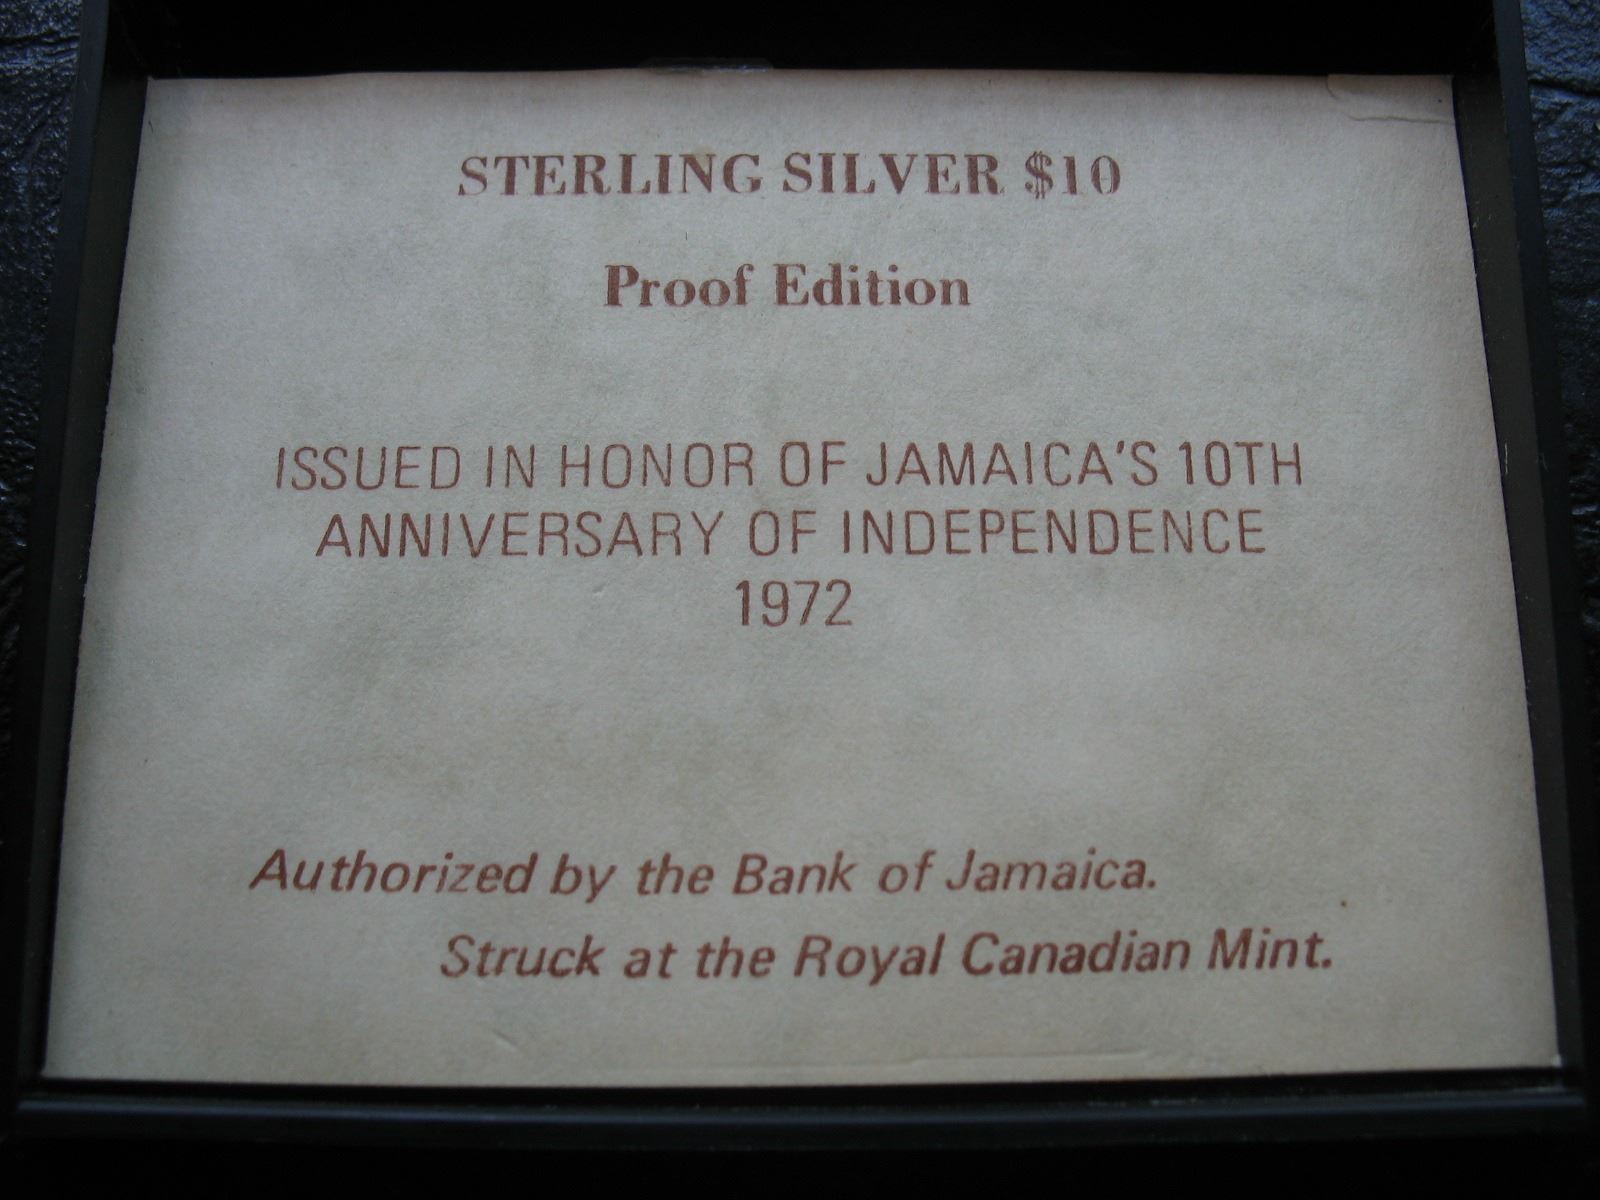 STERLING SILVER $10
Proof Edition
ISSUED IN HONOR OF JAMAICA'S 10TH
ANNIVERSARY OF INDEPENDENCE
1972
Authorized by the Bank of Jamaica.
Struck at the Royal Canadian Mint.